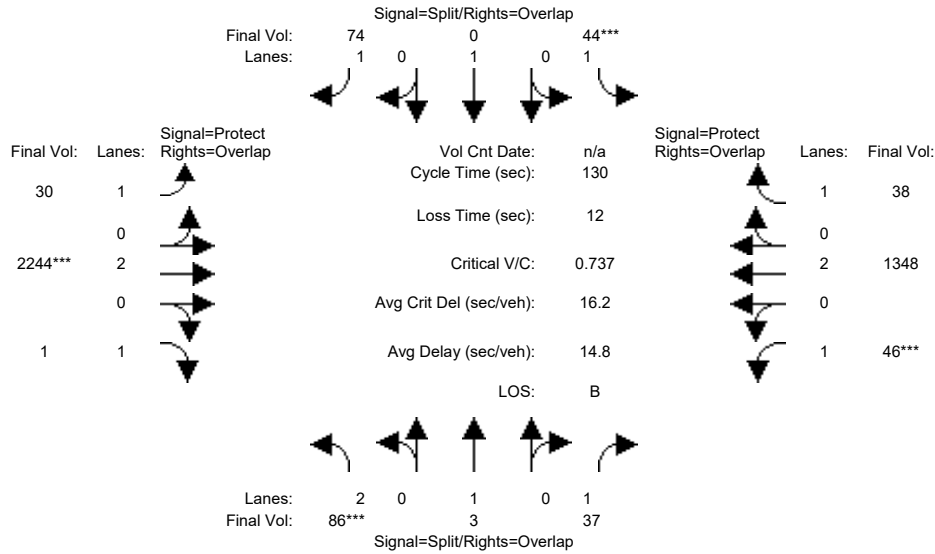 Signal=Split/Rights=Overlap
Final Vol: 74 0 44***
Lanes: 1 0 1 0 1
Signal=Protect Signal=Protect
Final Vol: Lanes: Rights=Overlap Vol Cnt Date: n/a Rights=Overlap Lanes: Final Vol:
Cycle Time (sec): 130
30 1 1 38
Loss Time (sec): 12
0 0
2244*** 2 Critical V/C: 0.737 2 1348
0 Avg Crit Del (sec/veh): 16.2 0
1 1 Avg Delay (sec/veh): 14.8 1 46***
LOS: B
Lanes: 2 0 1 0 1
Final Vol: 86*** 3 37
Signal=Split/Rights=Overlap